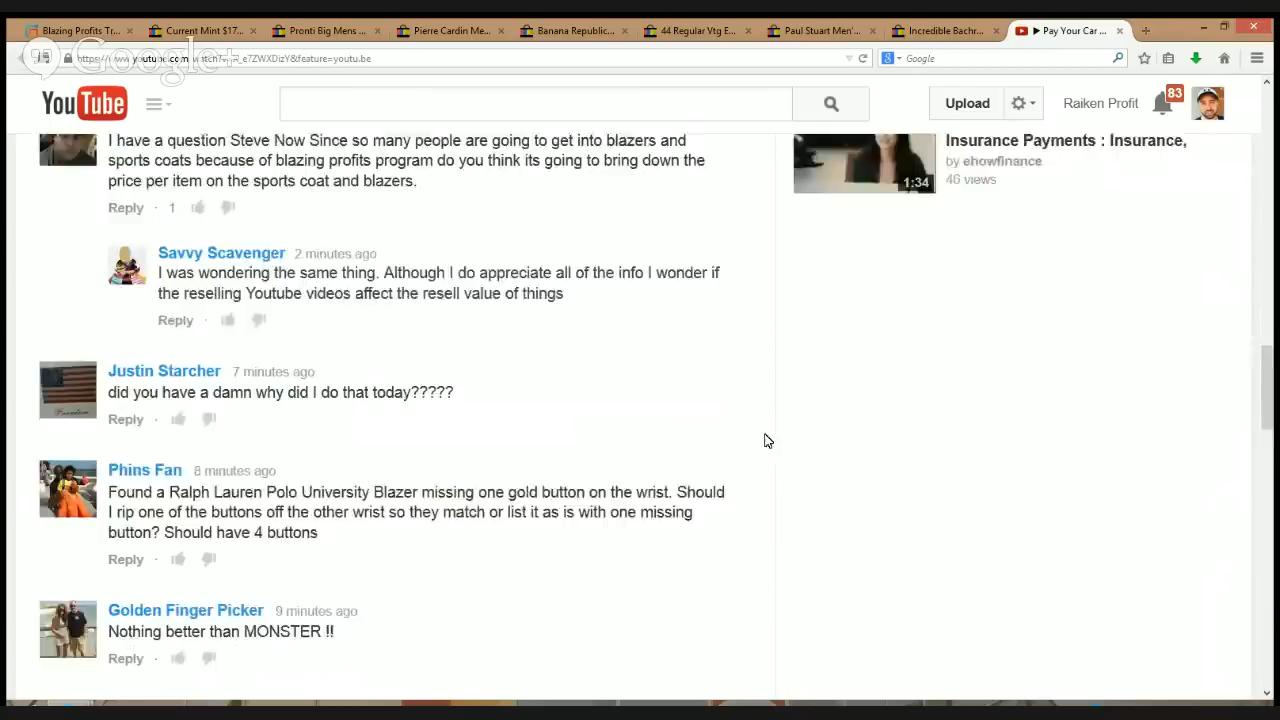 Blazing Profits Tr...
Current Mint $17...
Pronti Big Mens ...
Pierre Cardin Me...
Banana Republic...
44 Regular Vtg E...
Paul Stuart Men'...
Incredible Bachr...
▶ Pay Your Car ...
Google+
youtube.com/watch?v=
e7ZWXDizY&feature=youtu.be
Google
YouTube
Upload
Raiken Profit
83
I have a question Steve Now Since so many people are going to get into blazers and
sports coats because of blazing profits program do you think its going to bring down the
price per item on the sports coat and blazers.
Reply · 1
Insurance Payments : Insurance,
by ehowfinance
46 views
1:34
Savvy Scavenger 2 minutes ago
I was wondering the same thing. Although I do appreciate all of the info I wonder if
the reselling Youtube videos affect the resell value of things
Reply ·
Justin Starcher 7 minutes ago
did you have a damn why did I do that today?????
Reply ·
Phins Fan 8 minutes ago
Found a Ralph Lauren Polo University Blazer missing one gold button on the wrist. Should
I rip one of the buttons off the other wrist so they match or list it as is with one missing
button? Should have 4 buttons
Reply ·
Golden Finger Picker 9 minutes ago
Nothing better than MONSTER !!
Reply ·